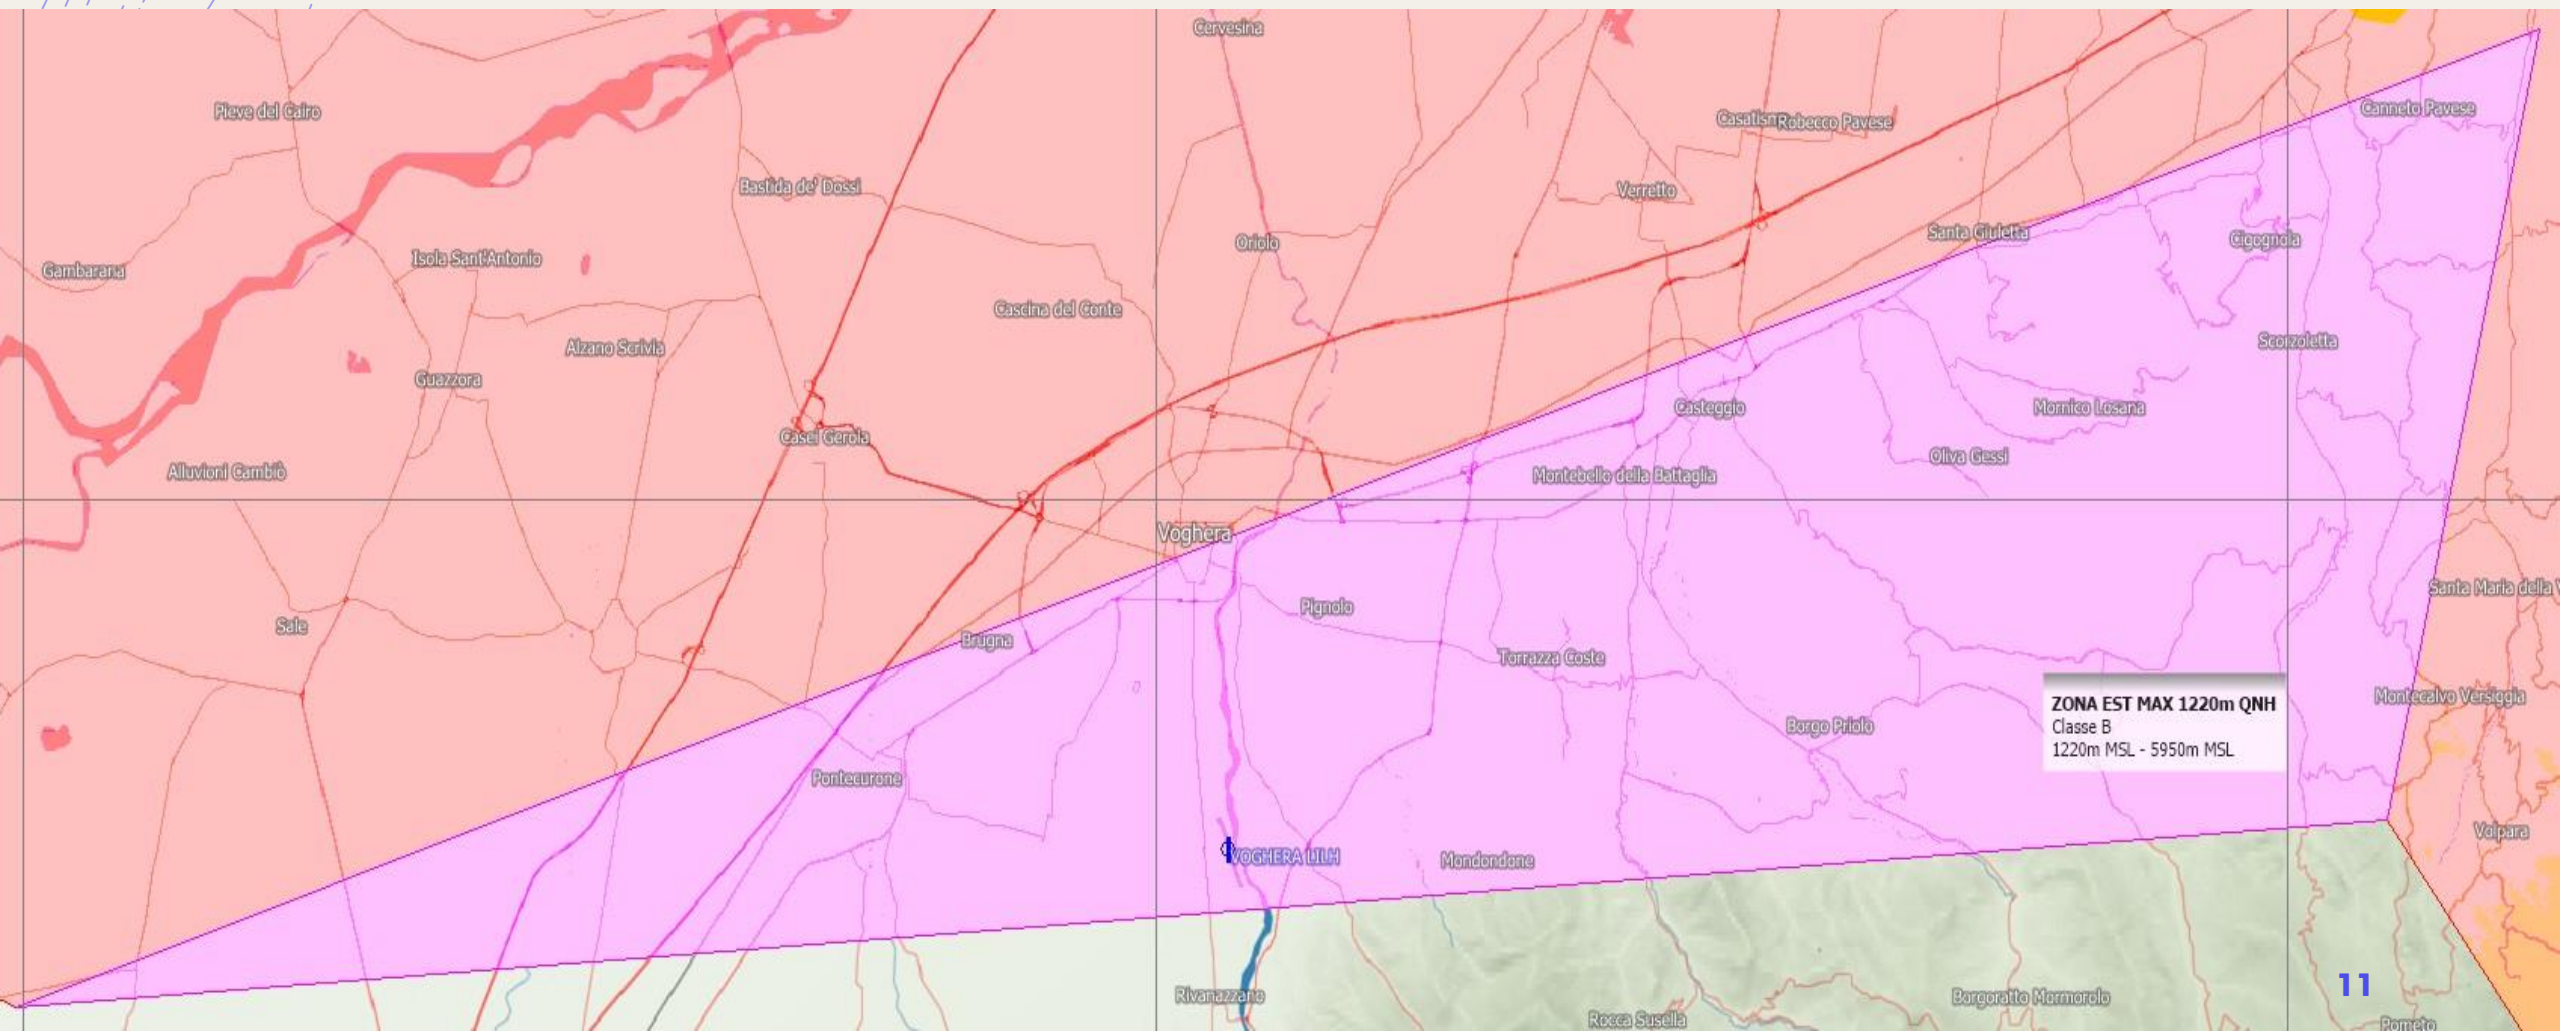 Cervesina
Pieve del Cairo
Canneto Pavese
Robecco Pavese
Bastida de' Dossi
Verretto
Santa Giuletta
Oriolo
Cigognola
Isola Sant'Antonio
Gambarana
Cascina del Conte
Scorzoletta
Alzano Scrivia
Guazzora
Casteggio
Mornico Losana
Casei Gerola
Oliva Gessi
Alluvioni Cambiò
Montebello della Battaglia
Voghera
Santa Maria della
Pignolo
Sale
Brugna
Torrazza Coste
Montecalvo Versiggia
ZONA EST MAX 1220m QNH
Classe B
1220m MSL - 5950m MSL
Borgo Priolo
Pontecurone
Volpara
VOGHERA LILH
Mondondone
11
Rivanazzano
Borgoratto Mormorolo
Rocca Susella
Pometo